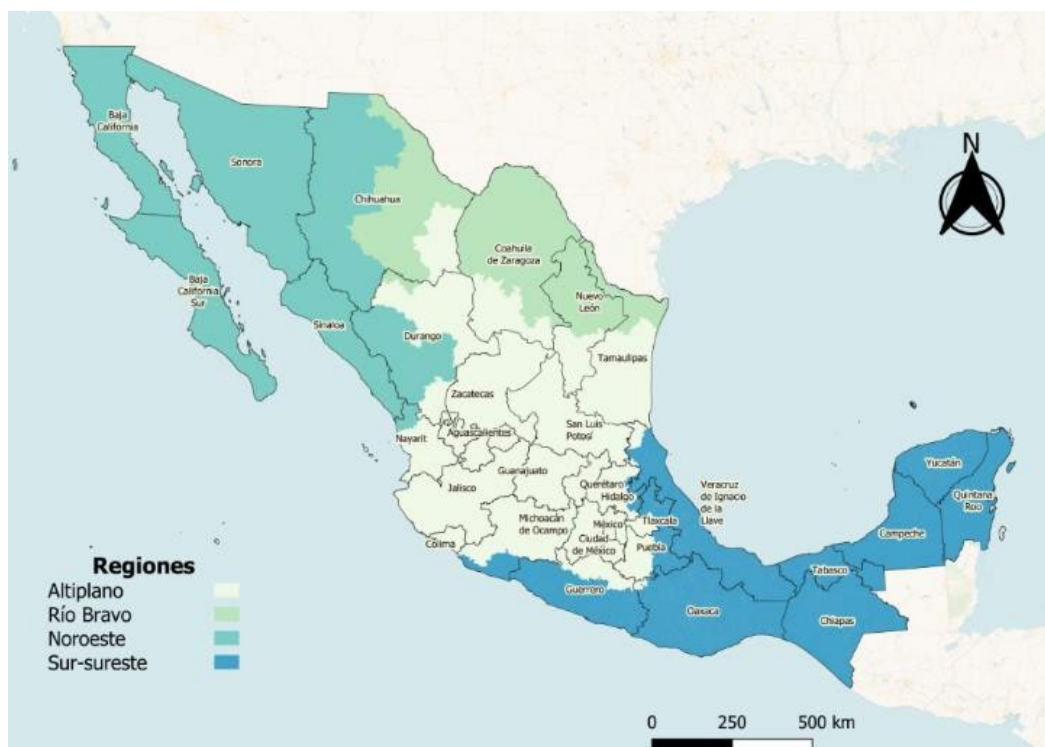 N
Baja
California
Sonora
Chihuahua
Coahuila
de Zaragoza
Baja
California
Sur
Nuevo
León
Sinaloa
Durango
Tamaulipas
Zacatecas
San Luis
Potosí
Nayarit
Aguascalientes
Guanajuato
Jalisco
Querétaro
Hidalgo
Veracruz
de Ignacio
de la
Llave
Yucatán
Quintana
Roo
Michoacán
de Ocampo
México
Tlaxcala
Ciudad
de México
Puebla
Campeche
Colima
Tabasco
Guerrero
Oaxaca
Chiapas
Regiones
Altiplano
Río Bravo
Noroeste
Sur-sureste
0 250 500 km